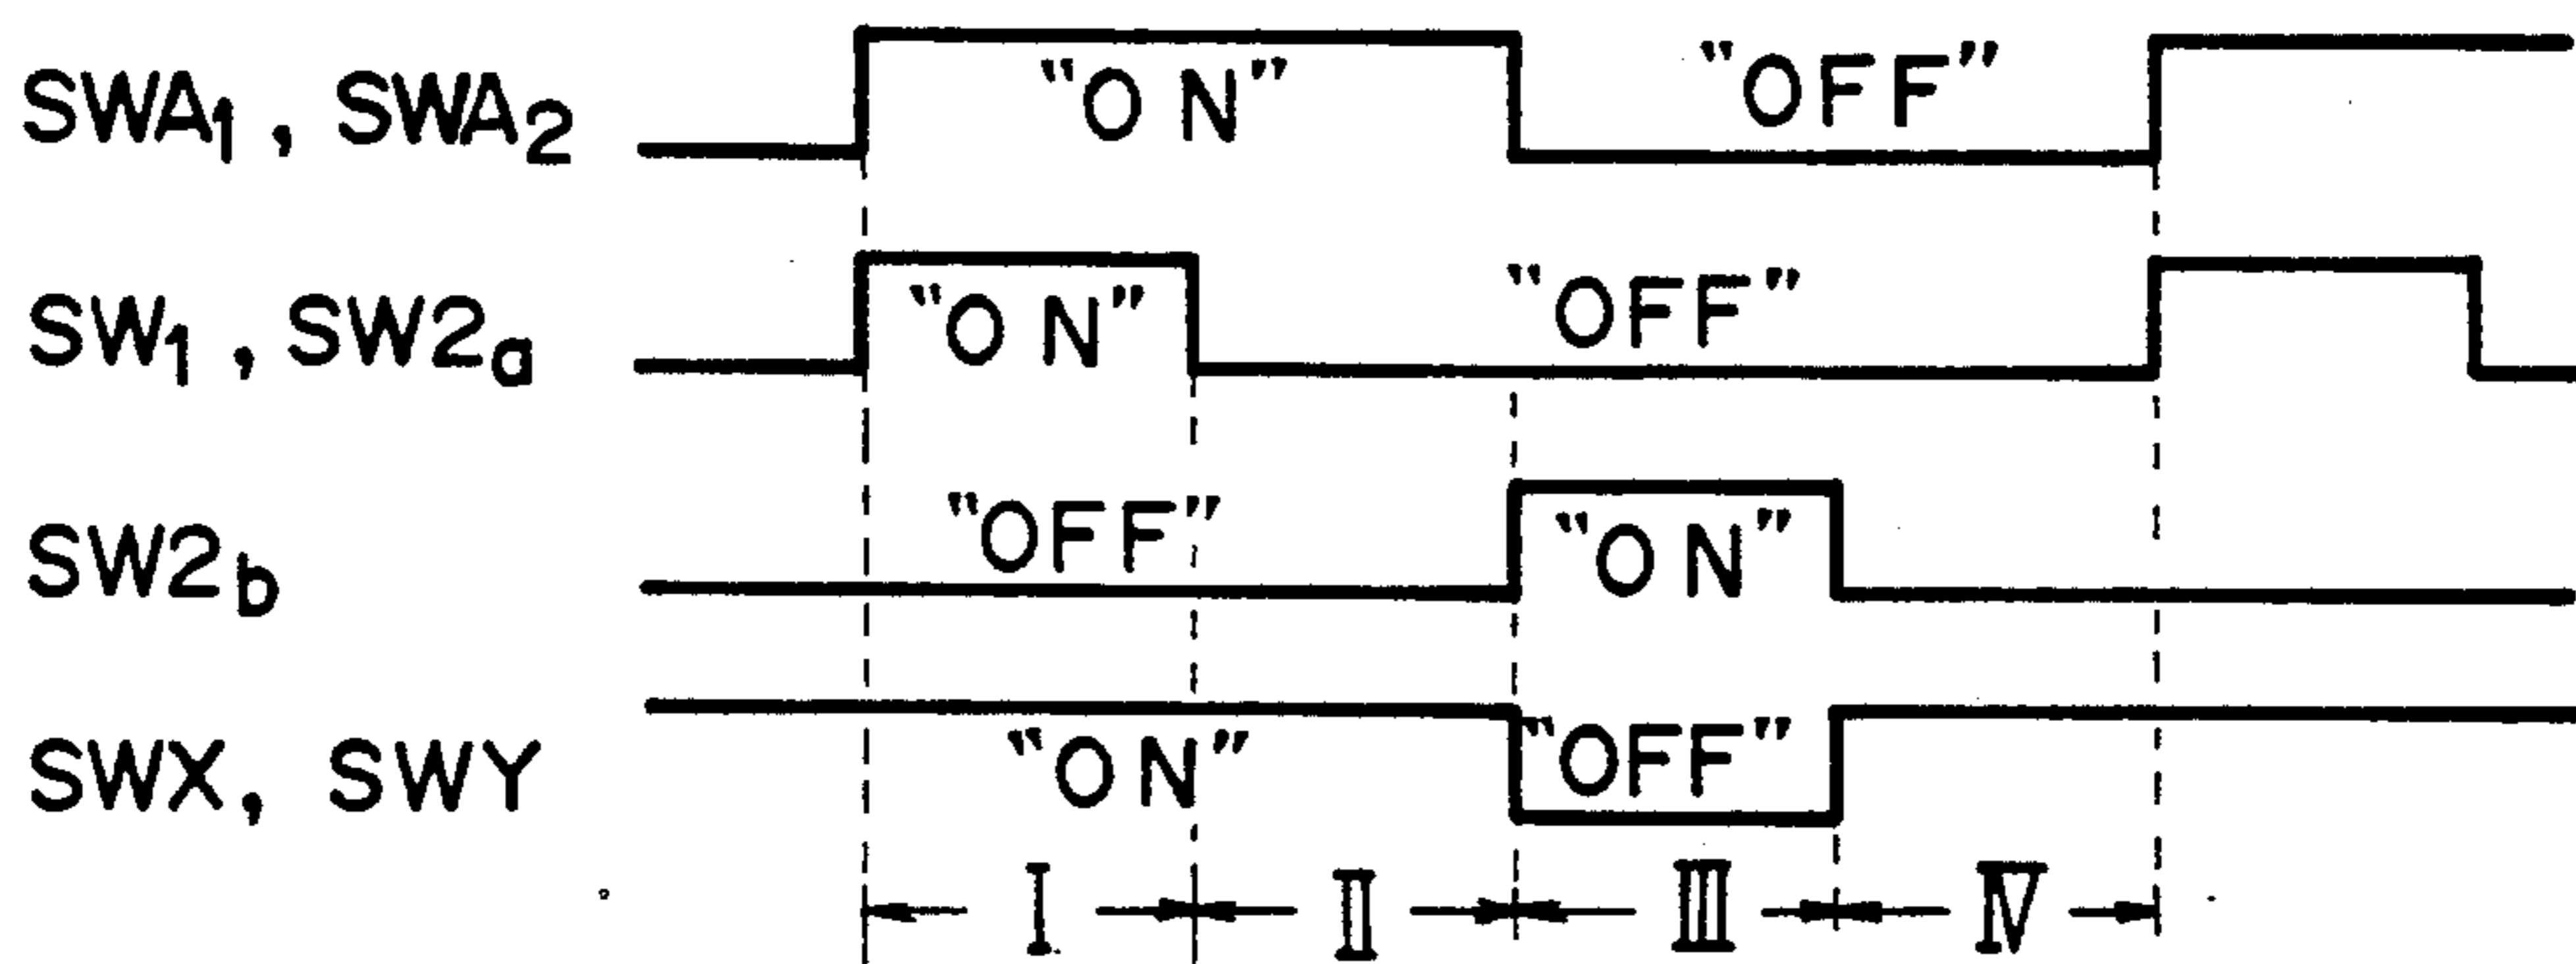 SWA1, SWA2 "ON" "OFF"
SW1, SW2a "ON" "OFF"
SW2b "OFF" "ON"
SWX, SWY "ON" "OFF"
I II III IV